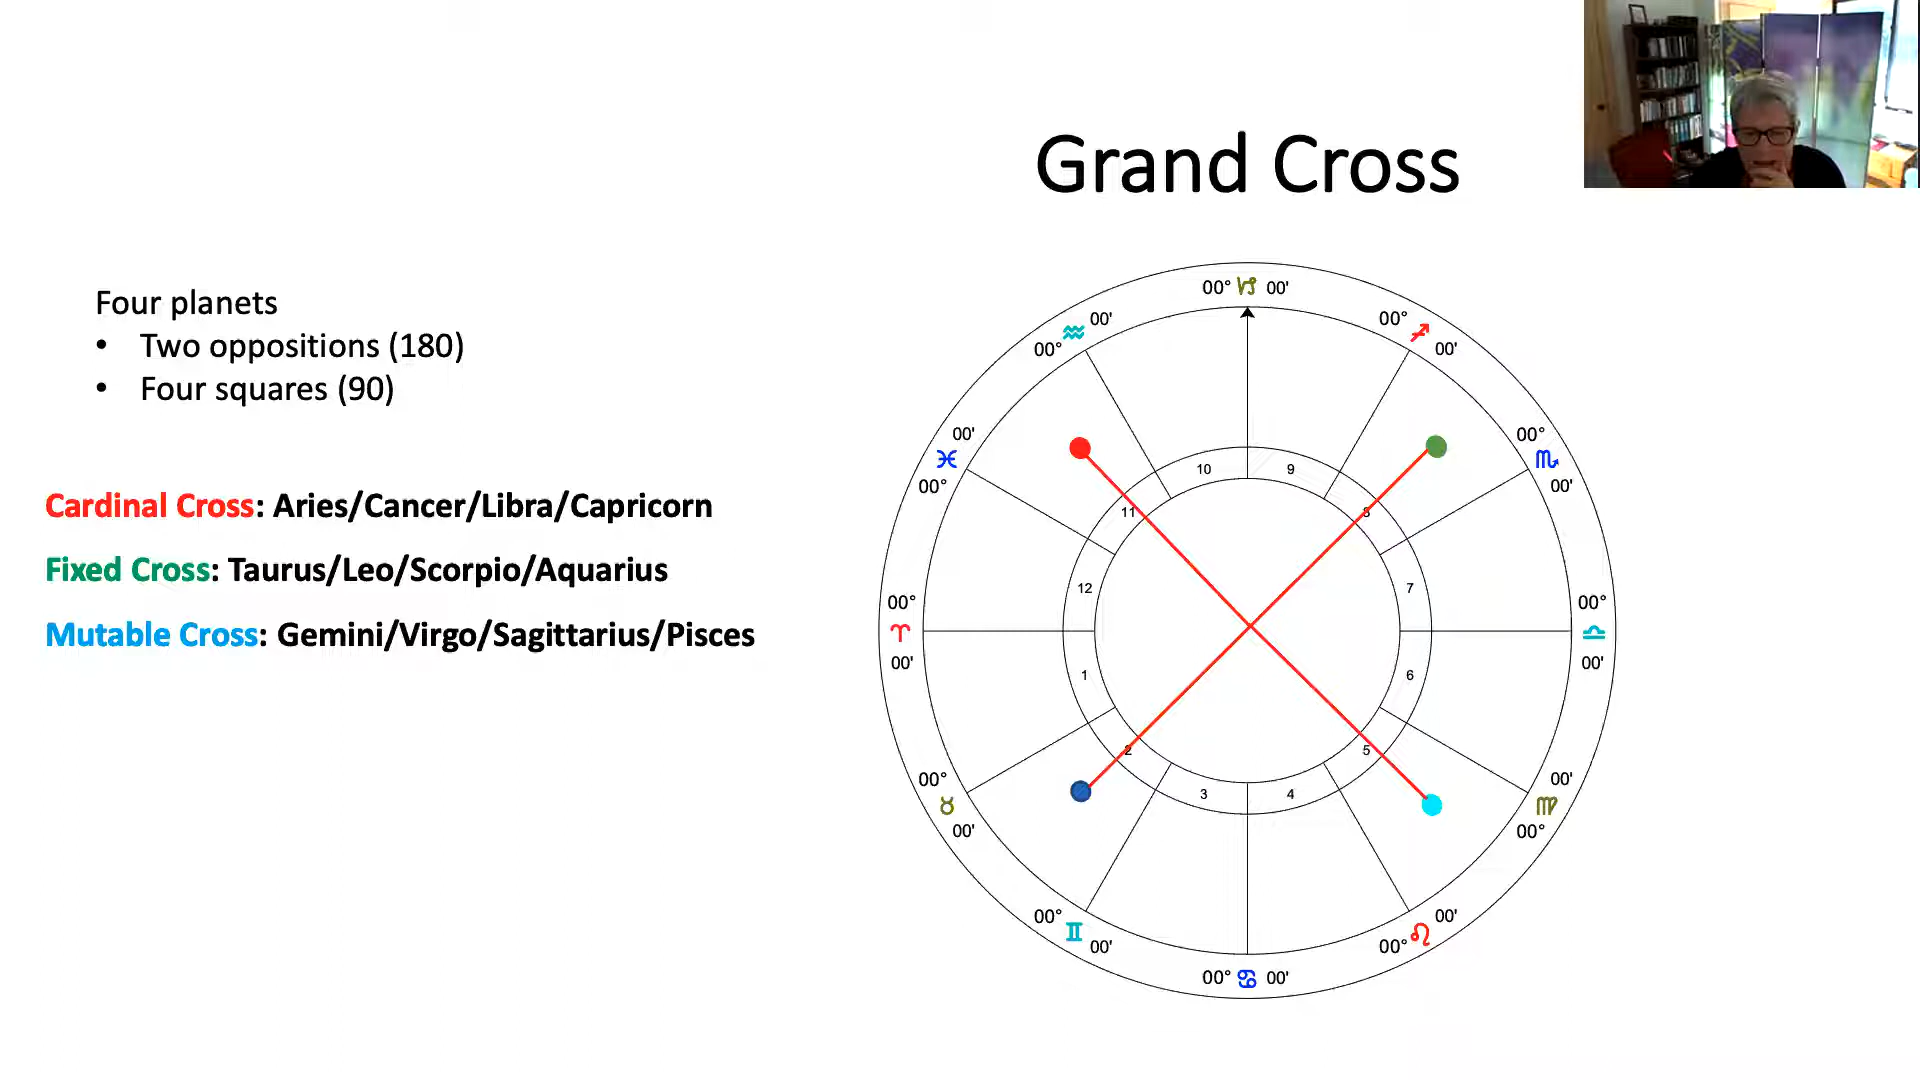 Grand Cross
Four planets
• Two oppositions (180)
• Four squares (90)
Cardinal Cross: Aries/Cancer/Libra/Capricorn
Fixed Cross: Taurus/Leo/Scorpio/Aquarius
Mutable Cross: Gemini/Virgo/Sagittarius/Pisces
00° ♑ 00'
00° ♒ 00'
00° ♐ 00'
00° ♓ 00'
00° ♏ 00'
00° ♈ 00'
00° ♎ 00'
00° ♉ 00'
00° ♍ 00'
00° ♊ 00'
00° ♌ 00'
00° ♋ 00'
10
9
11
8
12
7
1
6
2
5
3
4